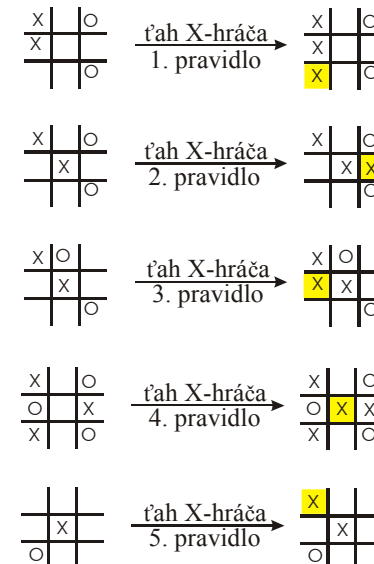 X O
X
O
ťah X-hráča
1. pravidlo
X O
X
X O
X O
X
O
ťah X-hráča
2. pravidlo
X O
X X
O
X O
X
O
ťah X-hráča
3. pravidlo
X O
X X
O
X O
O X
X O
ťah X-hráča
4. pravidlo
X O
O X X
X O
X
O
ťah X-hráča
5. pravidlo
X
X
O